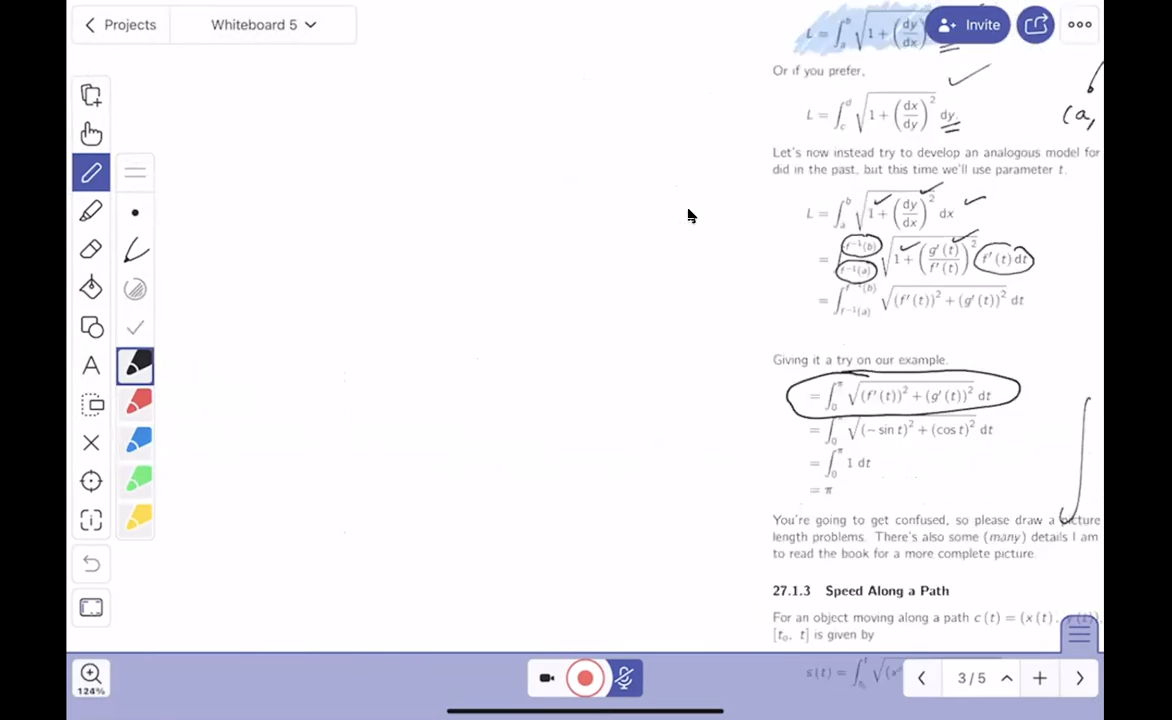 Projects
Whiteboard 5
Invite
L = ∫_a^b √(1 + (dy/dx)
Or if you prefer,
L = ∫_c^d √(1 + (dx/dy)^2) dy.
(a,
Let's now instead try to develop an analogous model for
did in the past, but this time we'll use parameter t.
L = ∫_a^b √(1 + (dy/dx)^2) dx
= ∫_{f^{-1}(a)}^{f^{-1}(b)} √(1 + (g'(t)/f'(t))^2) f'(t) dt
= ∫_{f^{-1}(a)}^{f^{-1}(b)} √((f'(t))^2 + (g'(t))^2) dt
Giving it a try on our example.
= ∫_0^π √((f'(t))^2 + (g'(t))^2) dt
= ∫_0^π √((− sin t)^2 + (cos t)^2) dt
= ∫_0^π 1 dt
= π
You're going to get confused, so please draw a picture
length problems. There's also some (many) details I am
to read the book for a more complete picture.
27.1.3 Speed Along a Path
For an object moving along a path c(t) = (x(t), y(t)),
[t_0, t] is given by
s(t) = ∫_{t_0}^t √(
A
124%
3/5